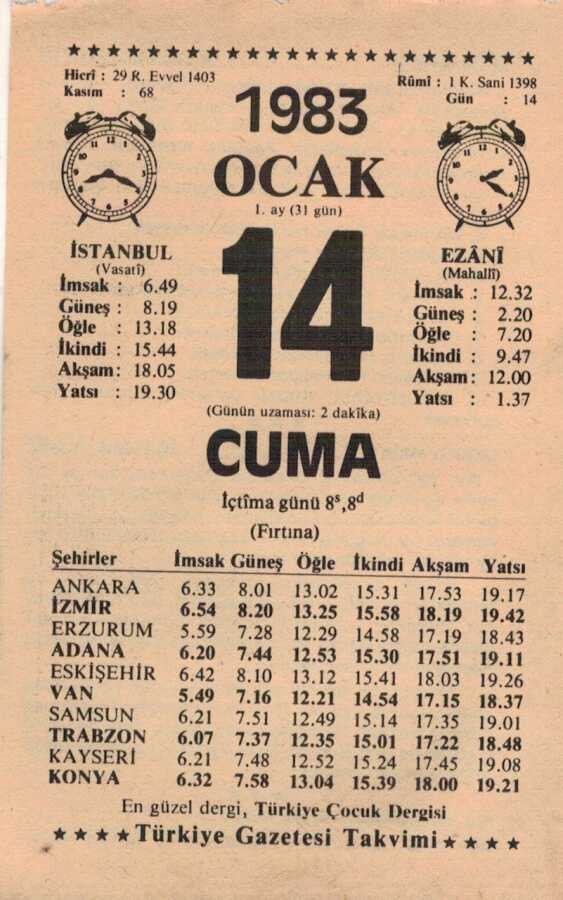 Hicrî : 29 R. Evvel 1403
Kasım : 68
Rûmî : 1 K. Sani 1398
Gün : 14
1983
OCAK
1. ay (31 gün)
14
İSTANBUL
(Vasatî)
İmsak : 6.49
Güneş : 8.19
Öğle : 13.18
İkindi : 15.44
Akşam: 18.05
Yatsı : 19.30
EZÂNÎ
(Mahallî)
İmsak : 12.32
Güneş : 2.20
Öğle : 7.20
İkindi : 9.47
Akşam: 12.00
Yatsı : 1.37
(Günün uzaması: 2 dakîka)
CUMA
İçtîma günü 8s,8d
(Fırtına)
Şehirler İmsak Güneş Öğle İkindi Akşam Yatsı
ANKARA 6.33 8.01 13.02 15.31 17.53 19.17
İZMİR 6.54 8.20 13.25 15.58 18.19 19.42
ERZURUM 5.59 7.28 12.29 14.58 17.19 18.43
ADANA 6.20 7.44 12.53 15.30 17.51 19.11
ESKİŞEHİR 6.42 8.10 13.12 15.41 18.03 19.26
VAN 5.49 7.16 12.21 14.54 17.15 18.37
SAMSUN 6.21 7.51 12.49 15.14 17.35 19.01
TRABZON 6.07 7.37 12.35 15.01 17.22 18.48
KAYSERİ 6.21 7.48 12.52 15.24 17.45 19.08
KONYA 6.32 7.58 13.04 15.39 18.00 19.21
En güzel dergi, Türkiye Çocuk Dergisi
★ ★ ★ ★ Türkiye Gazetesi Takvimi ★ ★ ★ ★